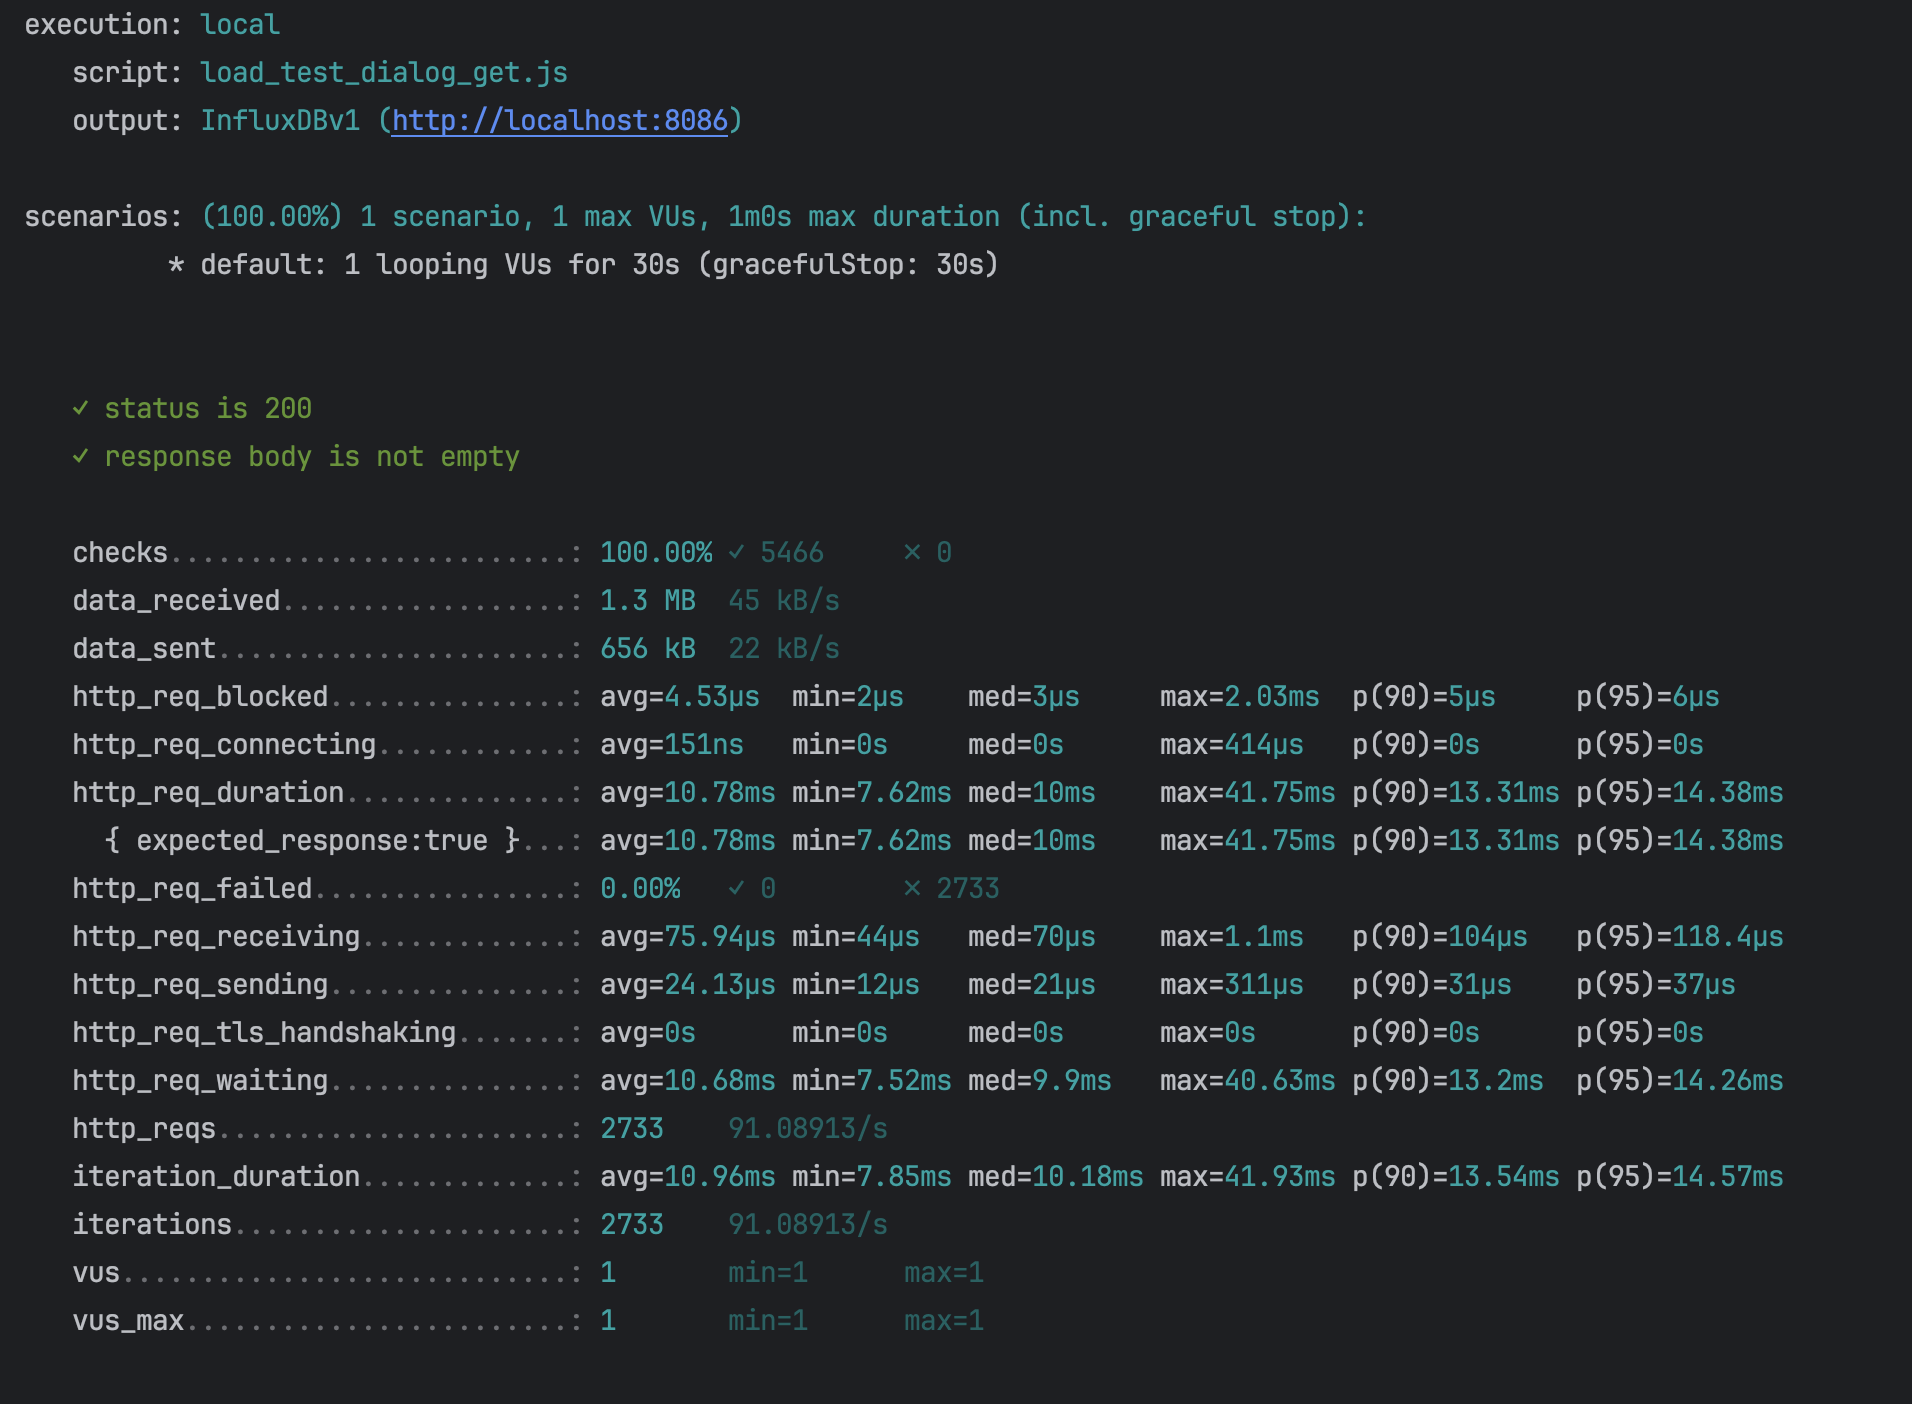 execution: local
script: load_test_dialog_get.js
output: InfluxDBv1 (http://localhost:8086)
scenarios: (100.00%) 1 scenario, 1 max VUs, 1m0s max duration (incl. graceful stop):
* default: 1 looping VUs for 30s (gracefulStop: 30s)
✓ status is 200
✓ response body is not empty
checks.........................: 100.00% ✓ 5466     ✗ 0
data_received..................: 1.3 MB  45 kB/s
data_sent......................: 656 kB  22 kB/s
http_req_blocked...............: avg=4.53µs  min=2µs    med=3µs     max=2.03ms  p(90)=5µs     p(95)=6µs
http_req_connecting............: avg=151ns   min=0s     med=0s      max=414µs   p(90)=0s      p(95)=0s
http_req_duration..............: avg=10.78ms min=7.62ms med=10ms    max=41.75ms p(90)=13.31ms p(95)=14.38ms
{ expected_response:true }...: avg=10.78ms min=7.62ms med=10ms    max=41.75ms p(90)=13.31ms p(95)=14.38ms
http_req_failed................: 0.00%   ✓ 0        ✗ 2733
http_req_receiving.............: avg=75.94µs min=44µs   med=70µs    max=1.1ms   p(90)=104µs   p(95)=118.4µs
http_req_sending...............: avg=24.13µs min=12µs   med=21µs    max=311µs   p(90)=31µs    p(95)=37µs
http_req_tls_handshaking.......: avg=0s      min=0s     med=0s      max=0s      p(90)=0s      p(95)=0s
http_req_waiting...............: avg=10.68ms min=7.52ms med=9.9ms   max=40.63ms p(90)=13.2ms  p(95)=14.26ms
http_reqs......................: 2733    91.08913/s
iteration_duration.............: avg=10.96ms min=7.85ms med=10.18ms max=41.93ms p(90)=13.54ms p(95)=14.57ms
iterations.....................: 2733    91.08913/s
vus............................: 1       min=1      max=1
vus_max........................: 1       min=1      max=1